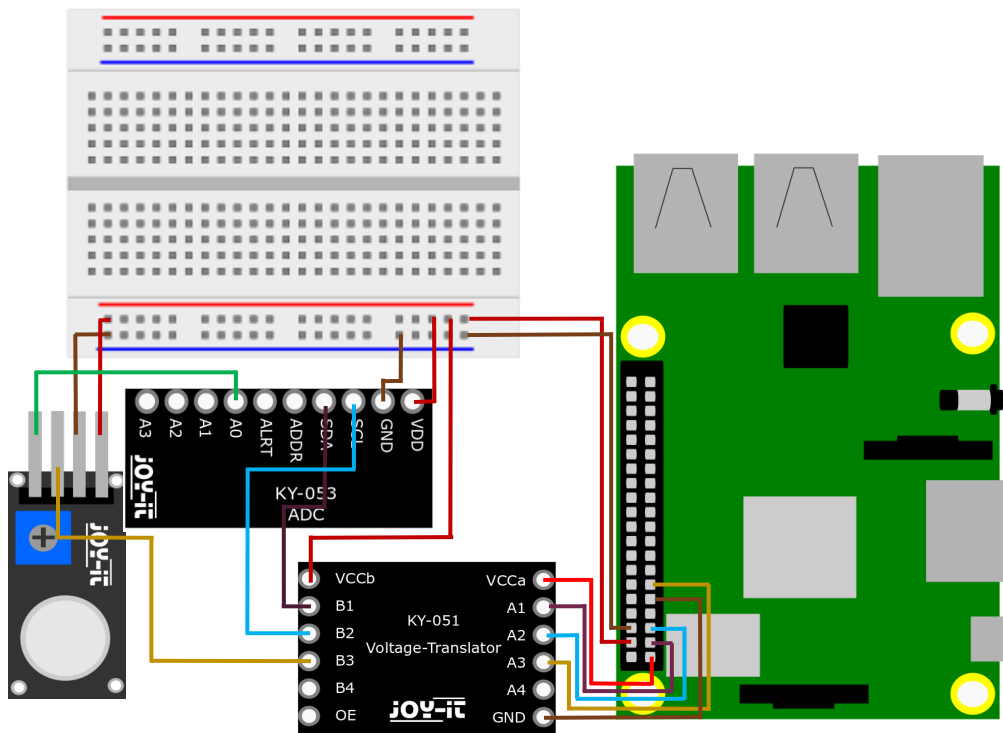 A3
A2
A1
A0
ALRT
ADDR
SDA
SCL
GND
VDD
JOY-IT
KY-053
ADC
JOY-IT
VCCb
B1
B2
B3
B4
OE
KY-051
Voltage-Translator
JOY-IT
VCCa
A1
A2
A3
A4
GND